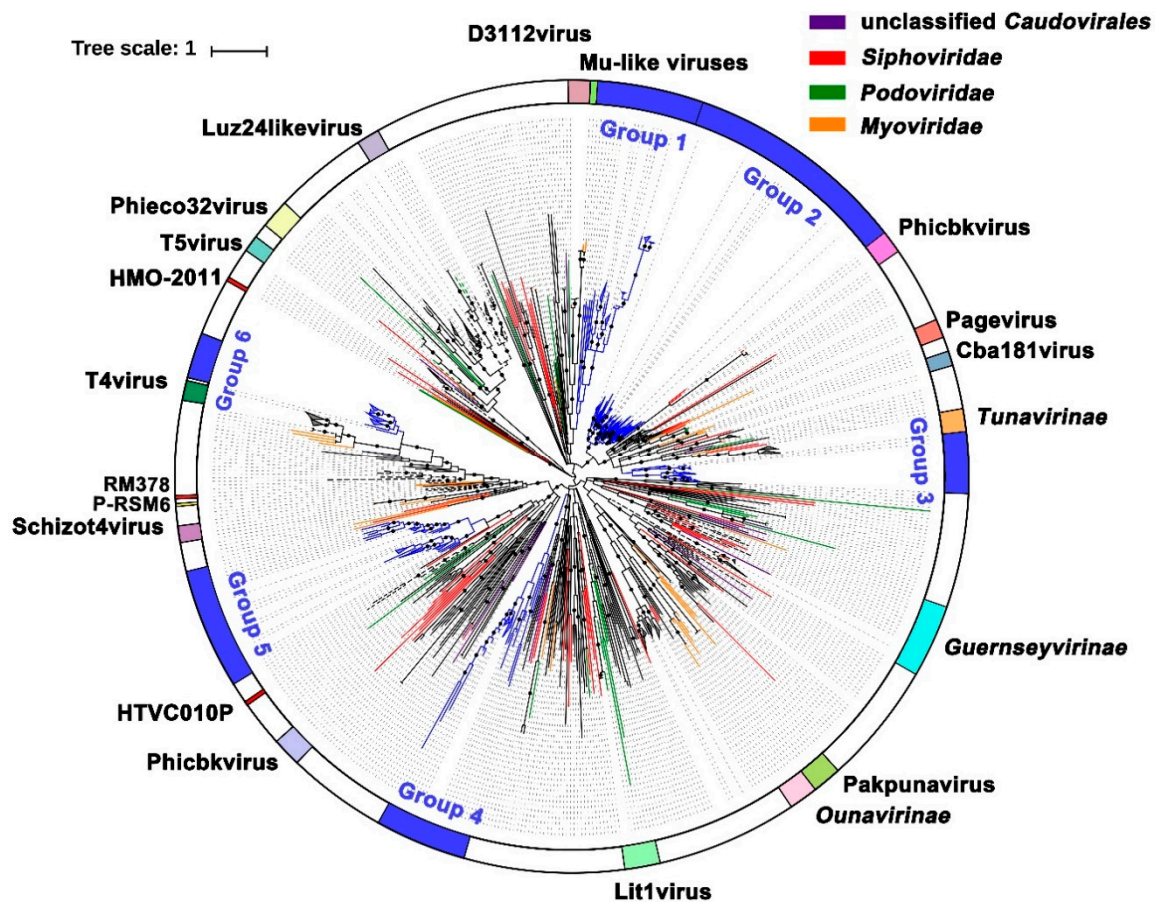 Tree scale: 1
unclassified Caudovirales
Siphoviridae
Podoviridae
Myoviridae
D3112virus
Mu-like viruses
Group 1
Group 2
Phicbkvirus
Pagevirus
Cba181virus
Tunavirinae
Group 3
Guernseyvirinae
Pakpunavirus
Ounavirinae
Lit1virus
Group 4
Phicbkvirus
HTVC010P
Group 5
Schizot4virus
P-RSM6
RM378
T4virus
Group 6
HMO-2011
T5virus
Phieco32virus
Luz24likevirus